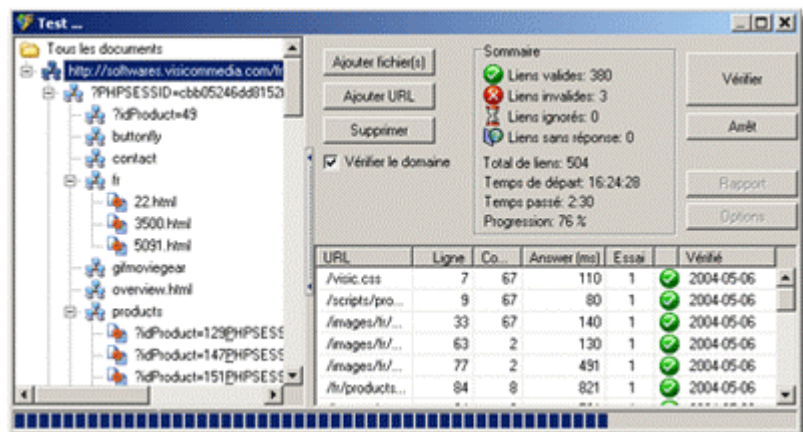 Test ...
Tous les documents
http://softwares.visicommedia.com/fr
?PHPSESSID=cbb05246dd8152
?idProduct=49
buttonfly
contact
fr
22.html
3500.html
5091.html
gifmoviegear
overview.html
products
?idProduct=129PHPSESS
?idProduct=147PHPSESS
?idProduct=151PHPSESS
Ajouter fichier(s)
Ajouter URL
Supprimer
Vérifier le domaine
Sommaire
Liens valides: 380
Liens invalides: 3
Liens ignorés: 0
Liens sans réponse: 0
Total de liens: 504
Temps de départ: 16:24:28
Temps passé: 2:30
Progression: 76 %
Vérifier
Arrêt
Rapport
Options
URL Ligne Co... Answer (ms) Essai Vérifié
/visic.css 7 67 110 1 2004-05-06
/scripts/pro... 9 67 80 1 2004-05-06
/images/fr/... 33 67 140 1 2004-05-06
/images/fr/... 63 2 130 1 2004-05-06
/images/fr/... 77 2 491 1 2004-05-06
/fr/products... 84 8 821 1 2004-05-06